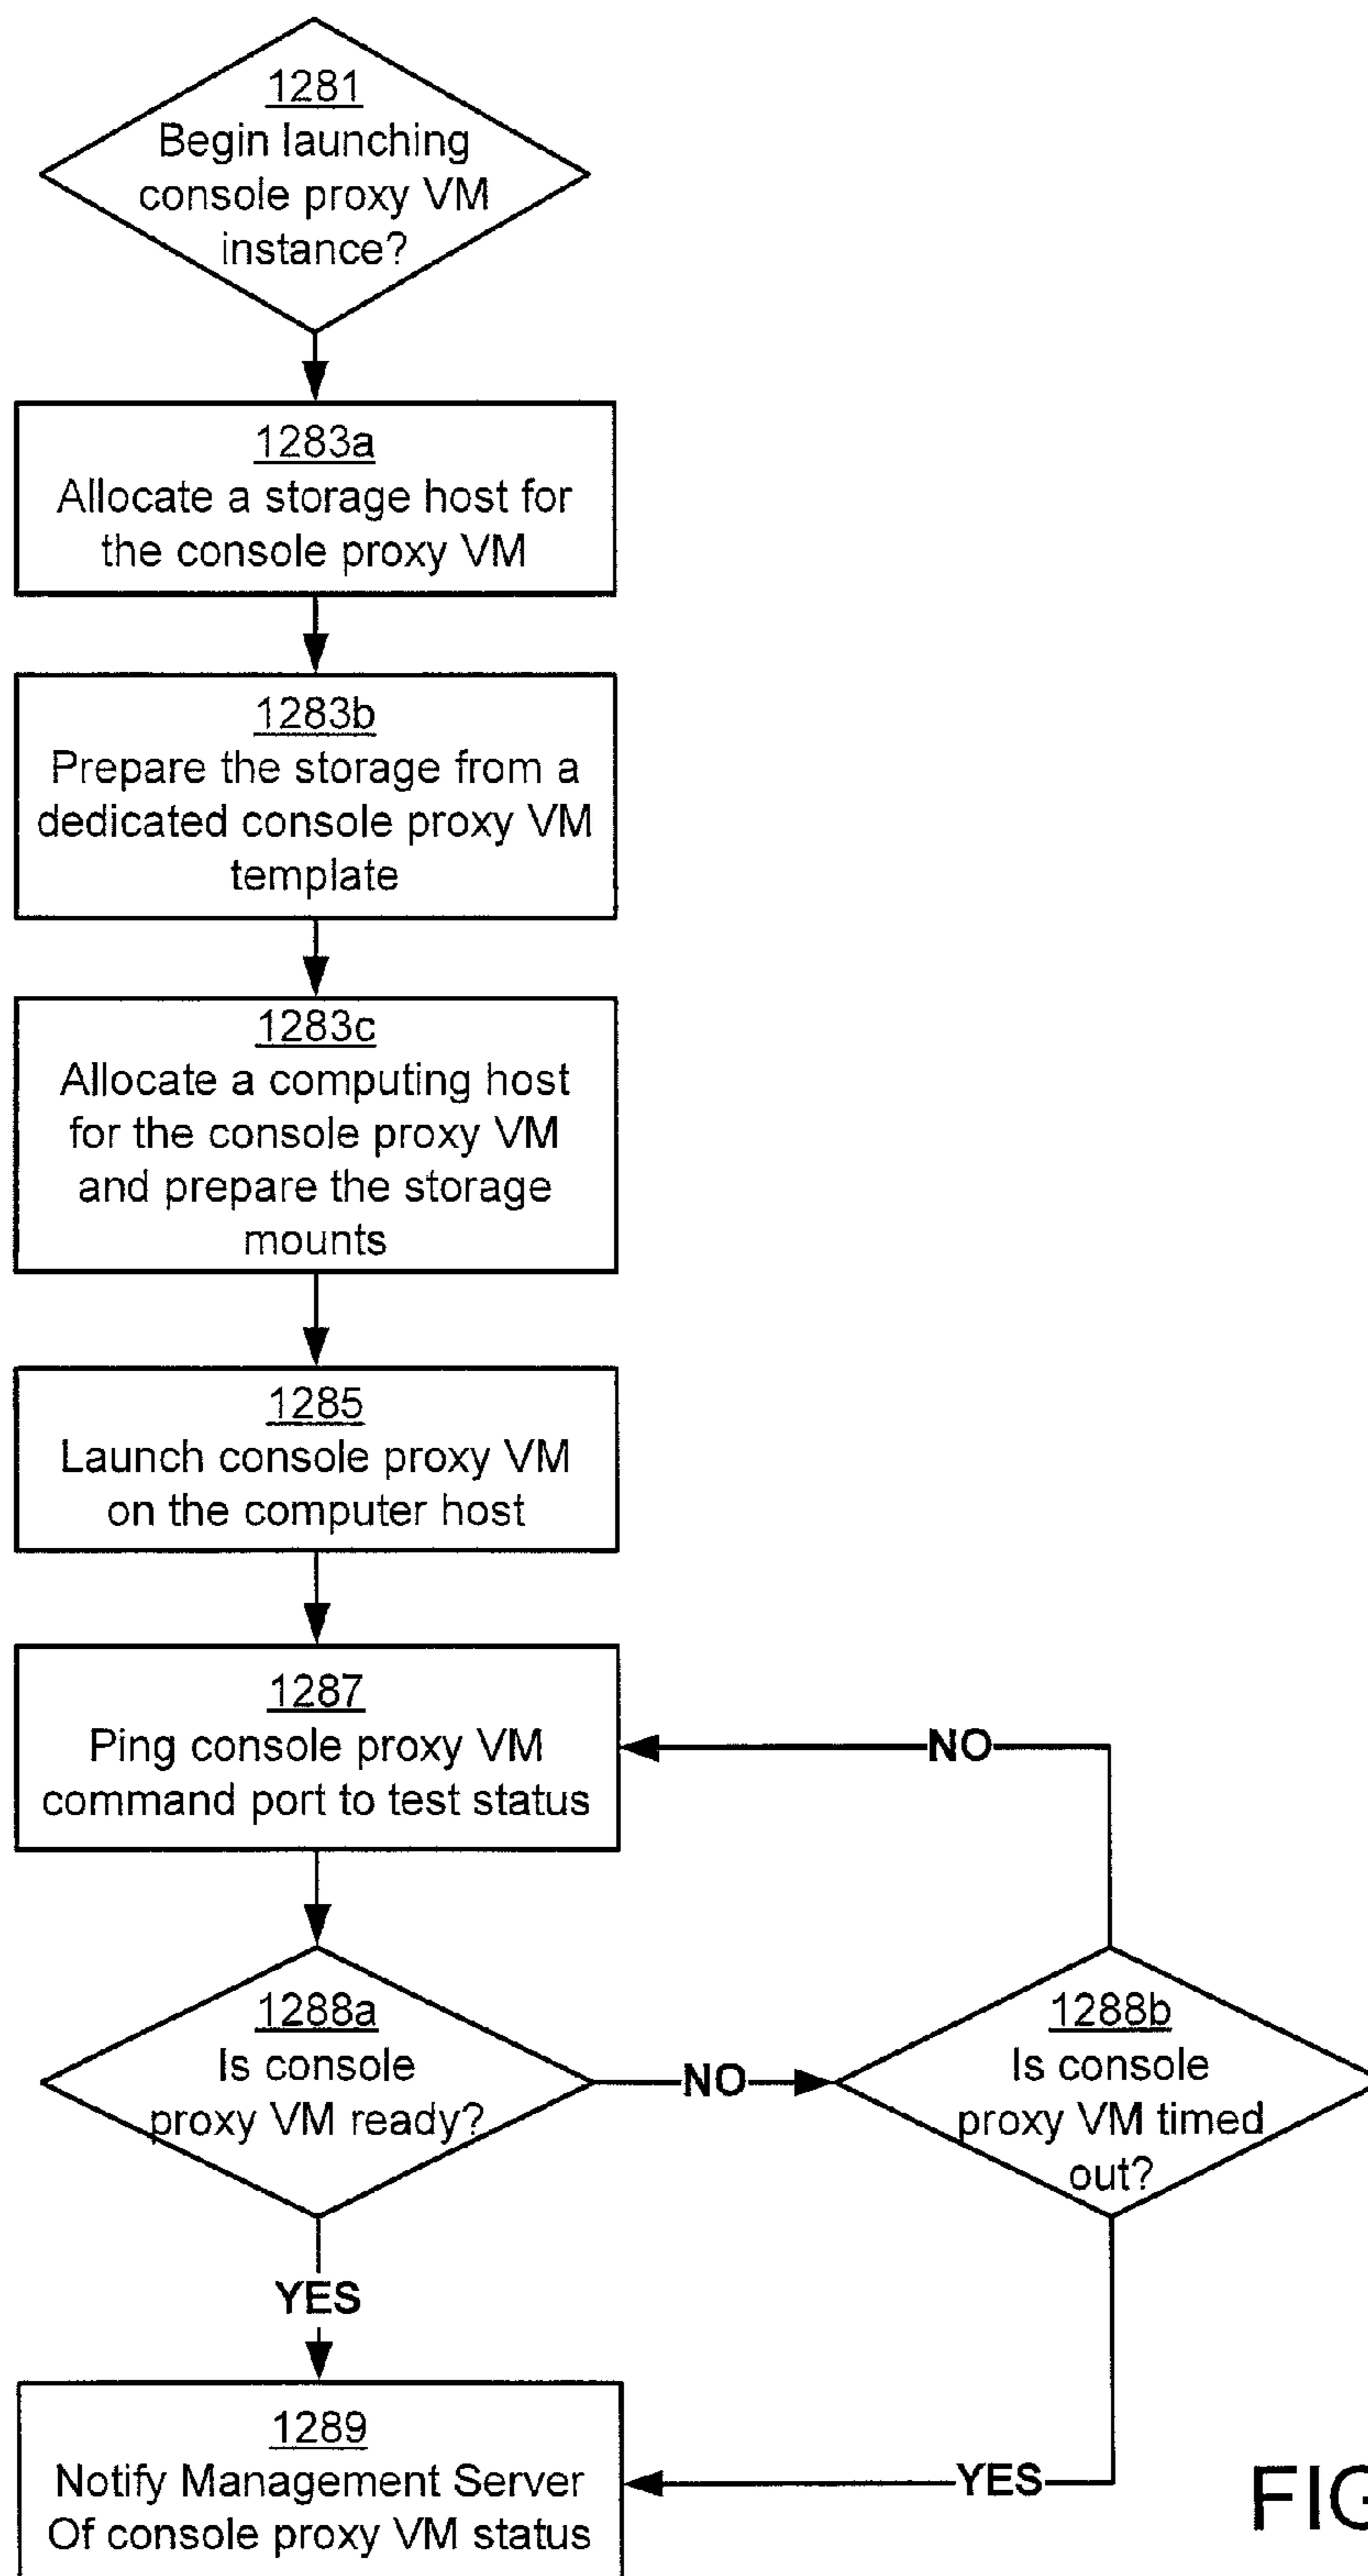 1281
Begin launching
console proxy VM
instance?
1283a
Allocate a storage host for
the console proxy VM
1283b
Prepare the storage from a
dedicated console proxy VM
template
1283c
Allocate a computing host
for the console proxy VM
and prepare the storage
mounts
1285
Launch console proxy VM
on the computer host
1287
Ping console proxy VM
command port to test status
NO
1288a
Is console
proxy VM ready?
NO
1288b
Is console
proxy VM timed
out?
YES
1289
Notify Management Server
Of console proxy VM status
YES
FIG